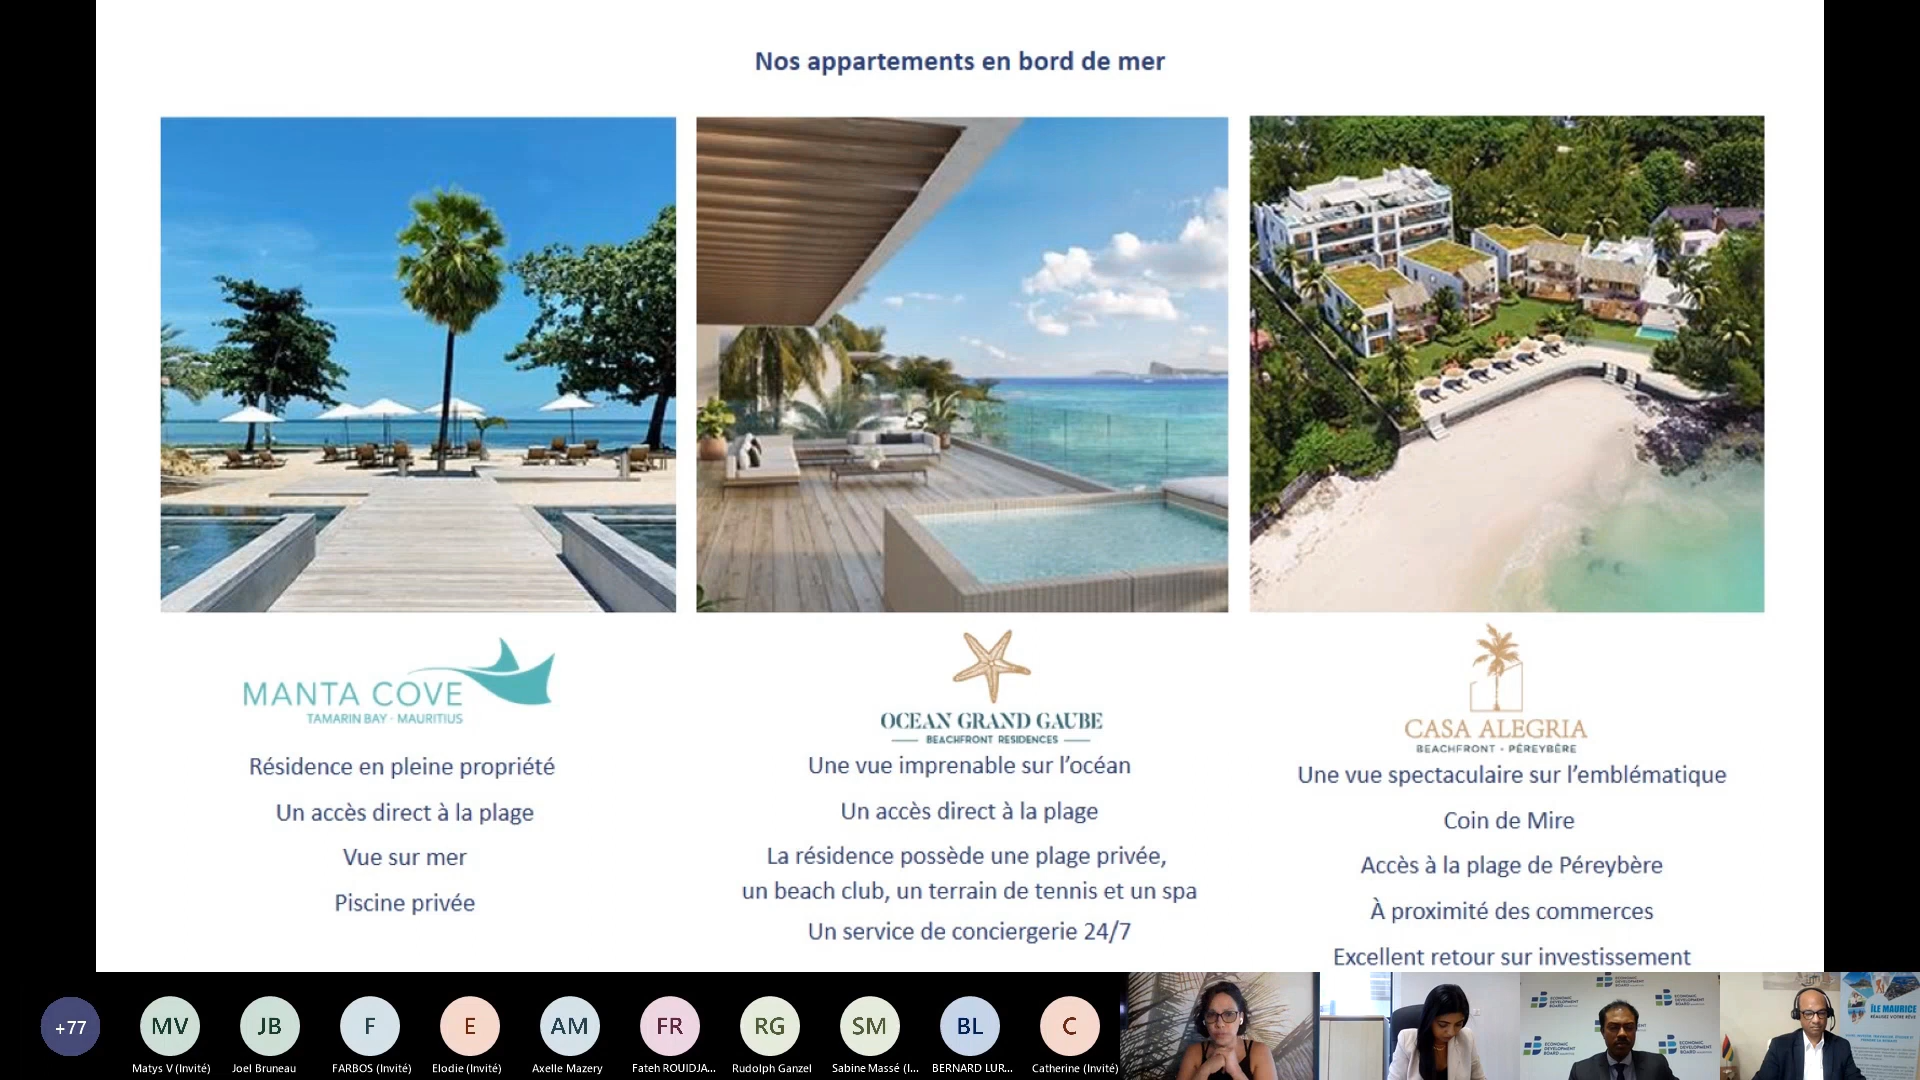 Nos appartements en bord de mer
MANTA COVE
TAMARIN BAY - MAURITIUS
Résidence en pleine propriété
Un accès direct à la plage
Vue sur mer
Piscine privée
OCEAN GRAND GAUBE
BEACHFRONT RESIDENCES
Une vue imprenable sur l’océan
Un accès direct à la plage
La résidence possède une plage privée,
un beach club, un terrain de tennis et un spa
Un service de conciergerie 24/7
CASA ALEGRIA
BEACHFRONT - PÉREYBÈRE
Une vue spectaculaire sur l’emblématique
Coin de Mire
Accès à la plage de Péreybère
À proximité des commerces
Excellent retour sur investissement
+77
MV
Matys V (Invité)
JB
Joel Bruneau
F
FARBOS (Invité)
E
Elodie (Invité)
AM
Axelle Mazery
FR
Fateh ROUIDJA...
RG
Rudolph Ganzel
SM
Sabine Massé (I...
BL
BERNARD LUR...
C
Catherine (Invité)
ECONOMIC
DEVELOPMENT
BOARD
ÎLE MAURICE
RÉALISEZ VOTRE RÊVE